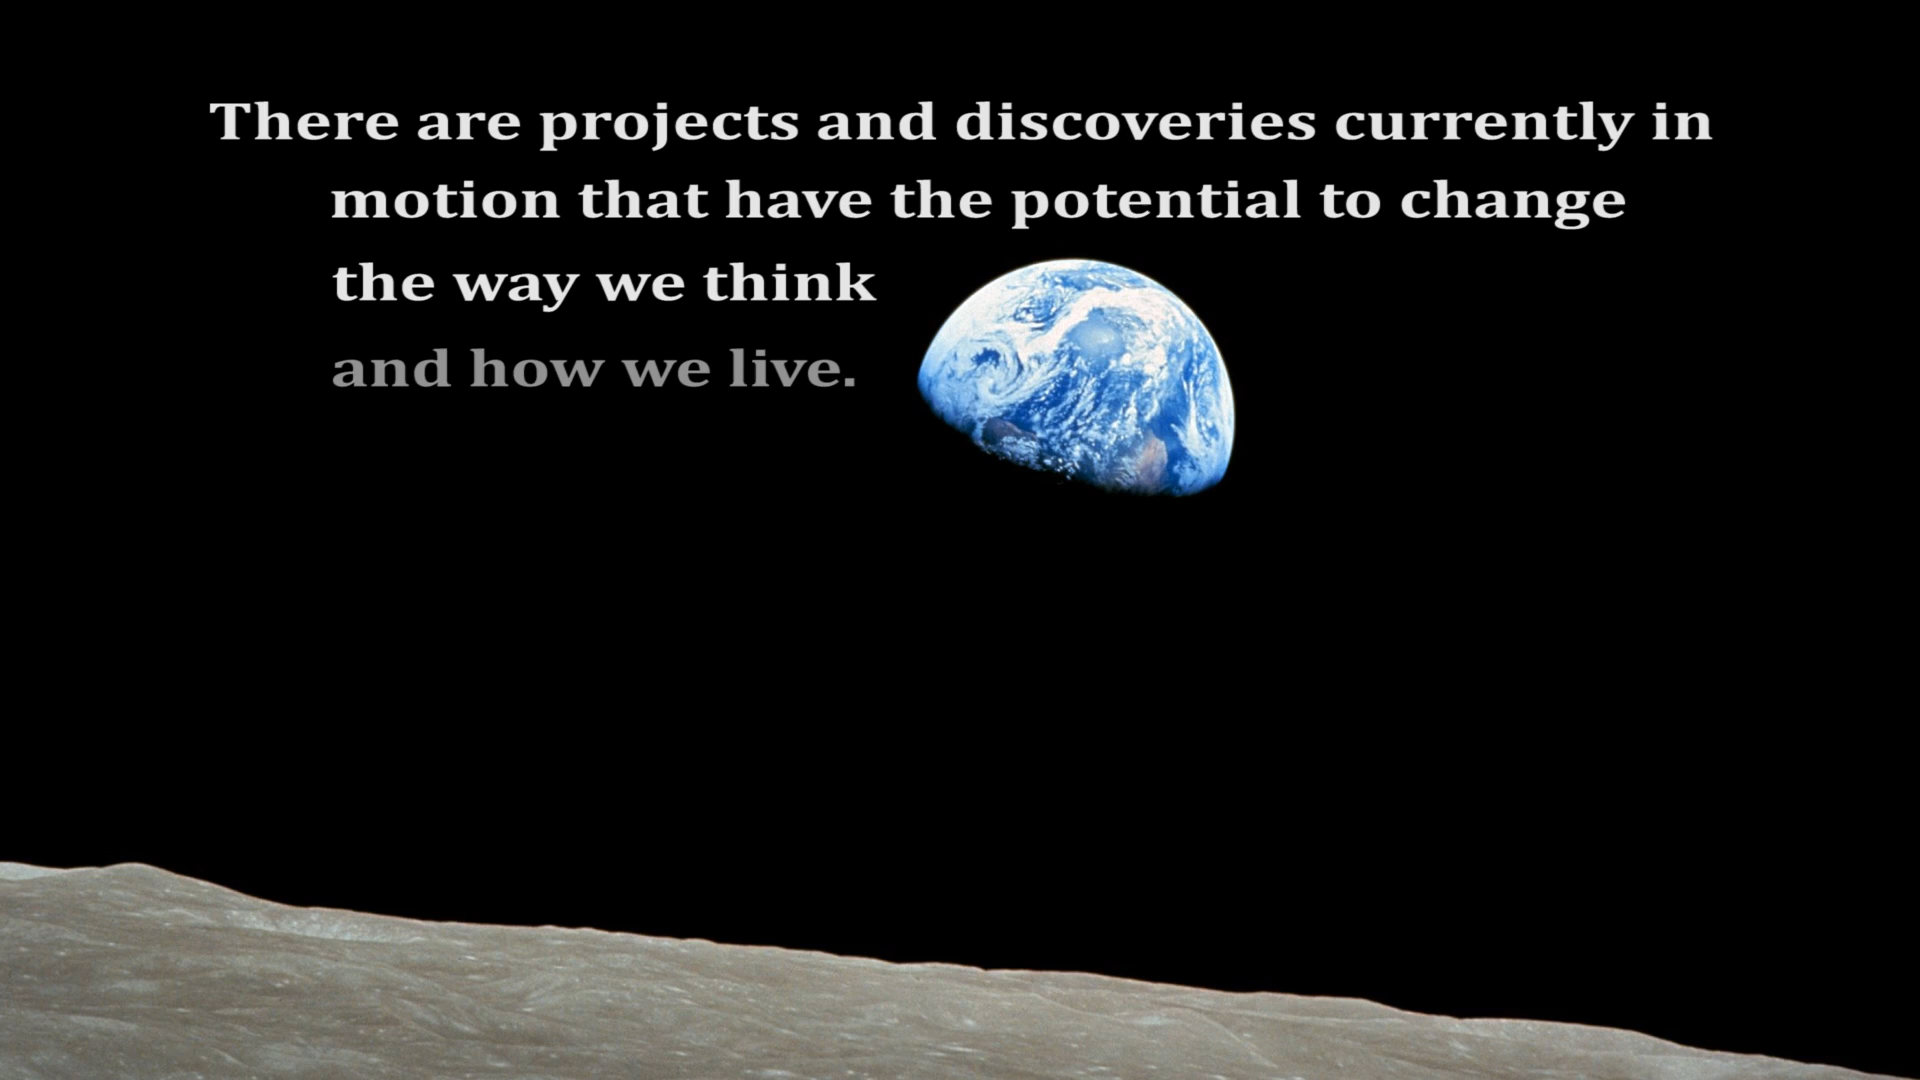 There are projects and discoveries currently in
motion that have the potential to change
the way we think
and how we live.